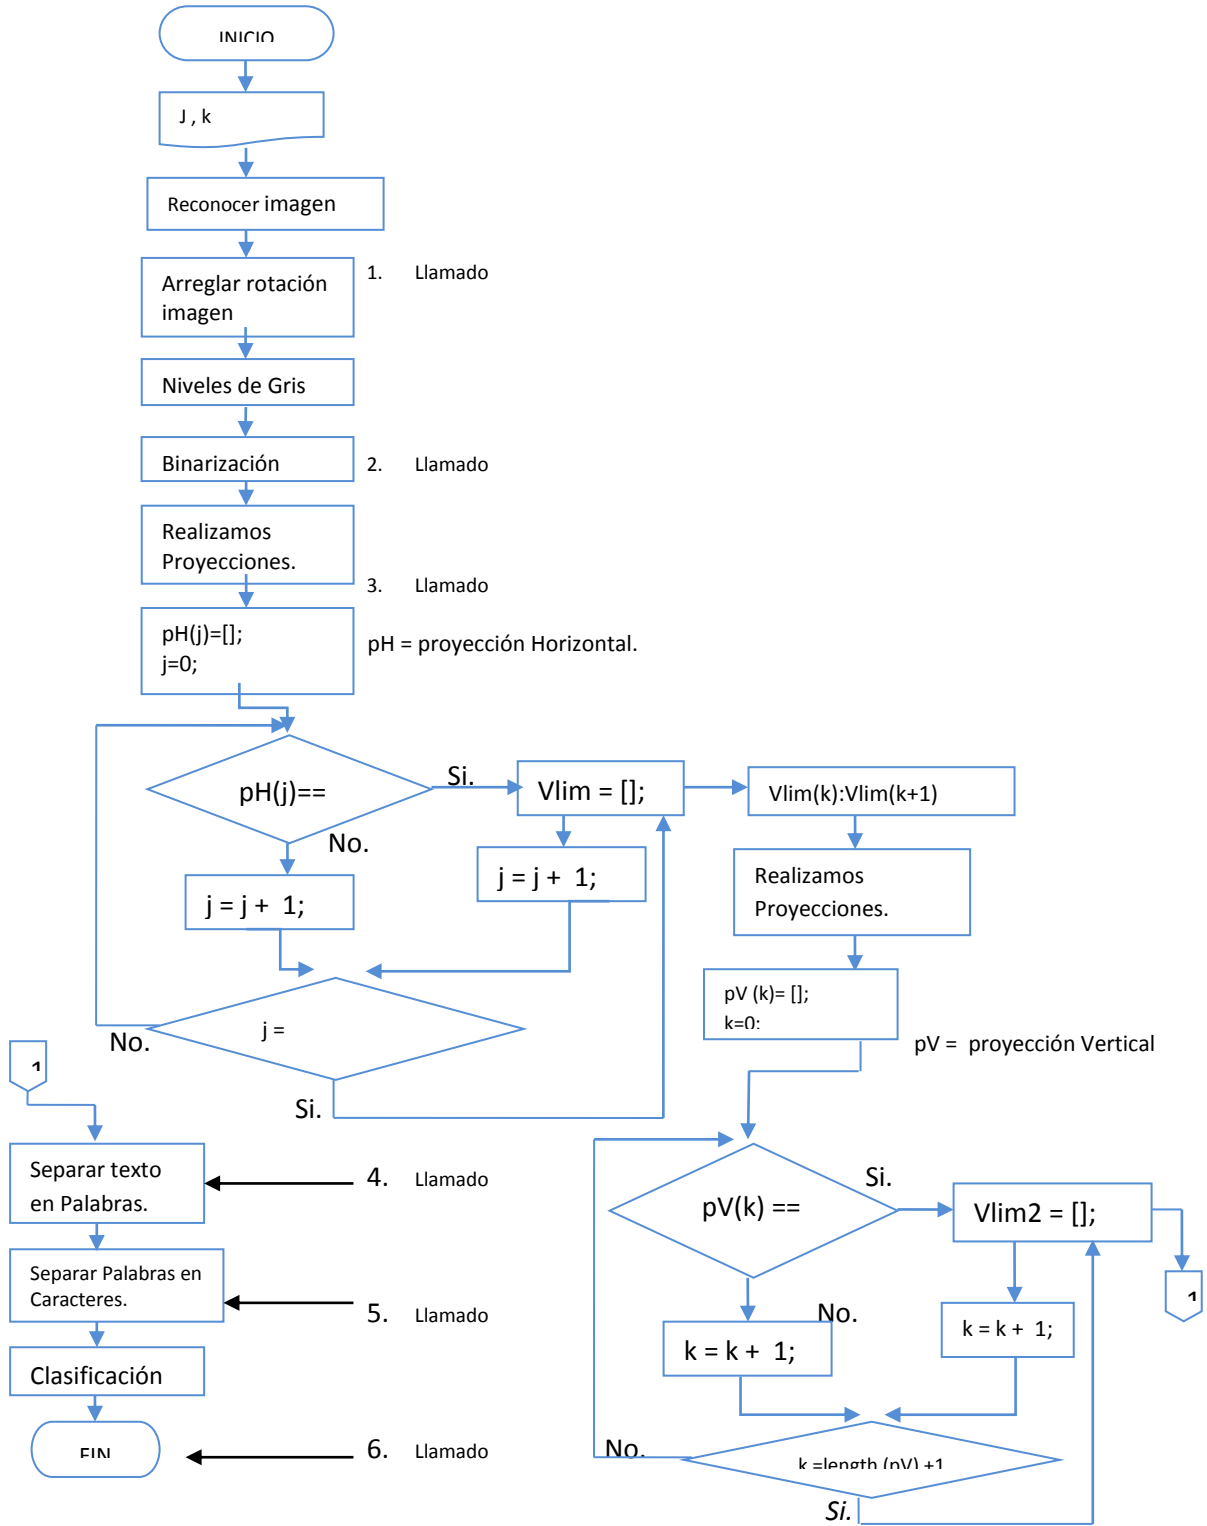 INICIO
J , k
Reconocer imagen
Arreglar rotación
imagen
1. Llamado
Niveles de Gris
Binarización
2. Llamado
Realizamos
Proyecciones.
3. Llamado
pH(j)=[];
j=0;
pH = proyección Horizontal.
pH(j)==
Si.
No.
Vlim = [];
j = j + 1;
j = j + 1;
j =
No.
Si.
Vlim(k):Vlim(k+1)
Realizamos
Proyecciones.
pV (k)= [];
k=0;
pV = proyección Vertical
pV(k) ==
Si.
No.
Vlim2 = [];
k = k + 1;
k = k + 1;
k =length (pV) +1
No.
Si.
1
1
Separar texto
en Palabras.
4. Llamado
Separar Palabras en
Caracteres.
5. Llamado
Clasificación
FIN
6. Llamado